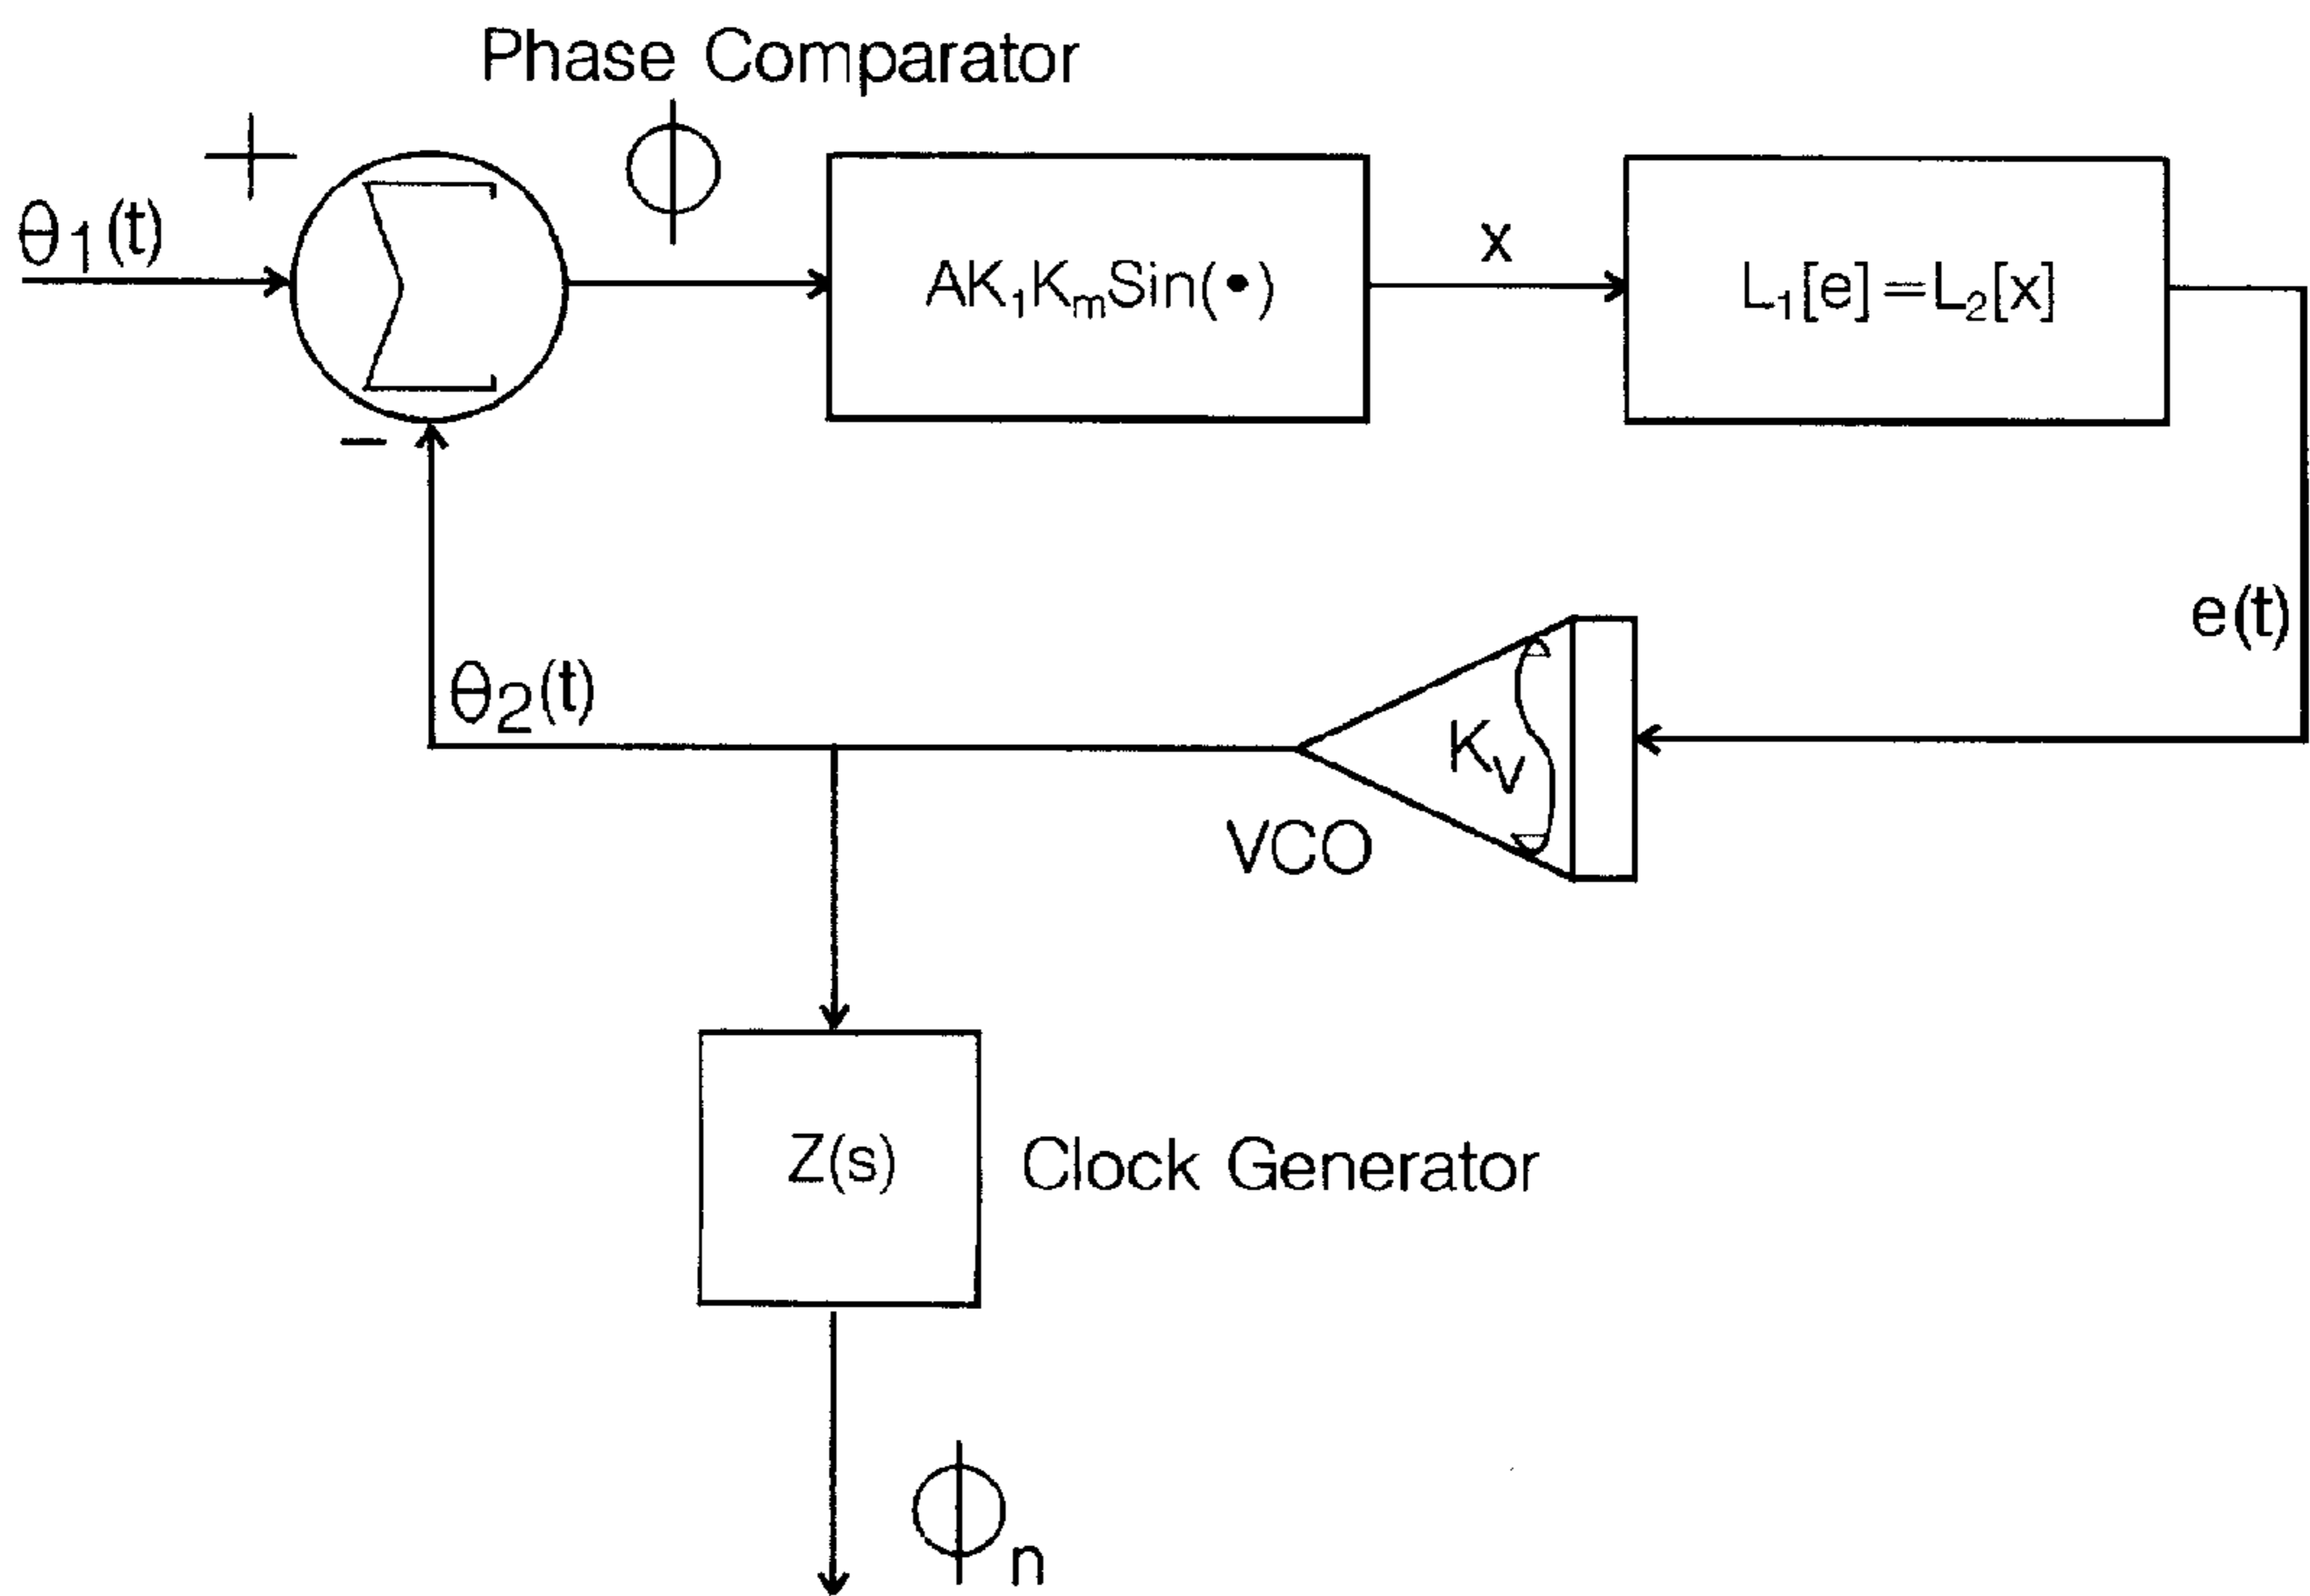 Phase Comparator
+
ϕ
θ1(t)
Σ
AK₁KₘSin(•)
x
L₁[e]=L₂[x]
−
e(t)
θ2(t)
Kᵥ
VCO
Z(s)
Clock Generator
ϕn